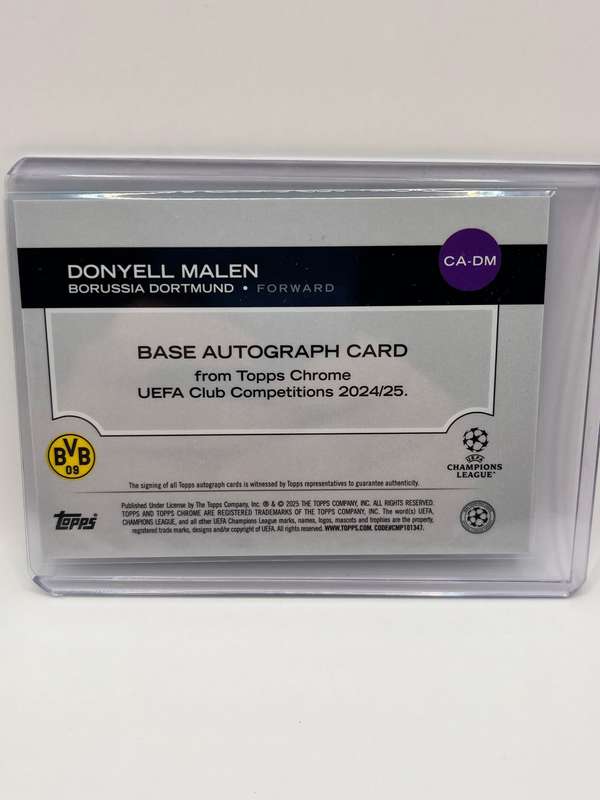 DONYELL MALEN
CA-DM
BORUSSIA DORTMUND • FORWARD
BASE AUTOGRAPH CARD
from Topps Chrome
UEFA Club Competitions 2024/25.
BVB
09
UEFA
CHAMPIONS
LEAGUE™
The signing of all Topps autograph cards is witnessed by Topps representatives to guarantee authenticity.
Topps®
Published Under License by The Topps Company, Inc. ® & © 2025 THE TOPPS COMPANY, INC. ALL RIGHTS RESERVED.
TOPPS AND TOPPS CHROME ARE REGISTERED TRADEMARKS OF THE TOPPS COMPANY, INC. The word(s) UEFA,
CHAMPIONS LEAGUE, and all other UEFA Champions League marks, names, logos, mascots and trophies are the property,
registered trade marks, designs and/or copyright of UEFA. All rights reserved. WWW.TOPPS.COM. CODE#CMP101347.